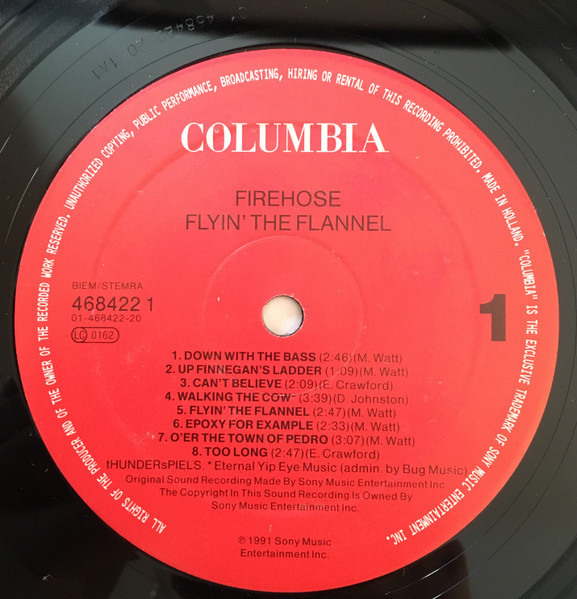 468422 20 1A1
ALL RIGHTS OF THE PRODUCER AND OF THE OWNER OF THE RECORDED WORK RESERVED. UNAUTHORIZED COPYING, PUBLIC PERFORMANCE, BROADCASTING, HIRING OR RENTAL OF THIS RECORDING PROHIBITED. MADE IN HOLLAND. "COLUMBIA" IS THE EXCLUSIVE TRADEMARK OF SONY MUSIC ENTERTAINMENT INC.
COLUMBIA
FIREHOSE
FLYIN' THE FLANNEL
BIEM/STEMRA
468422 1
01-468422-20
LC 0162
1
1. DOWN WITH THE BASS (2:46)(M. Watt)
2. UP FINNEGAN'S LADDER (1:09)(M. Watt)
3. CAN'T BELIEVE (2:09)(E. Crawford)
4. WALKING THE COW* (3:39)(D. Johnston)
5. FLYIN' THE FLANNEL (2:47)(M. Watt)
6. EPOXY FOR EXAMPLE (2:33)(M. Watt)
7. O'ER THE TOWN OF PEDRO (3:07)(M. Watt)
8. TOO LONG (2:47)(E. Crawford)
tHUNDERsPIELS. * Eternal Yip Eye Music (admin. by Bug Music)
Original Sound Recording Made By Sony Music Entertainment Inc.
The Copyright In This Sound Recording Is Owned By
Sony Music Entertainment Inc.
℗ 1991 Sony Music
Entertainment Inc.